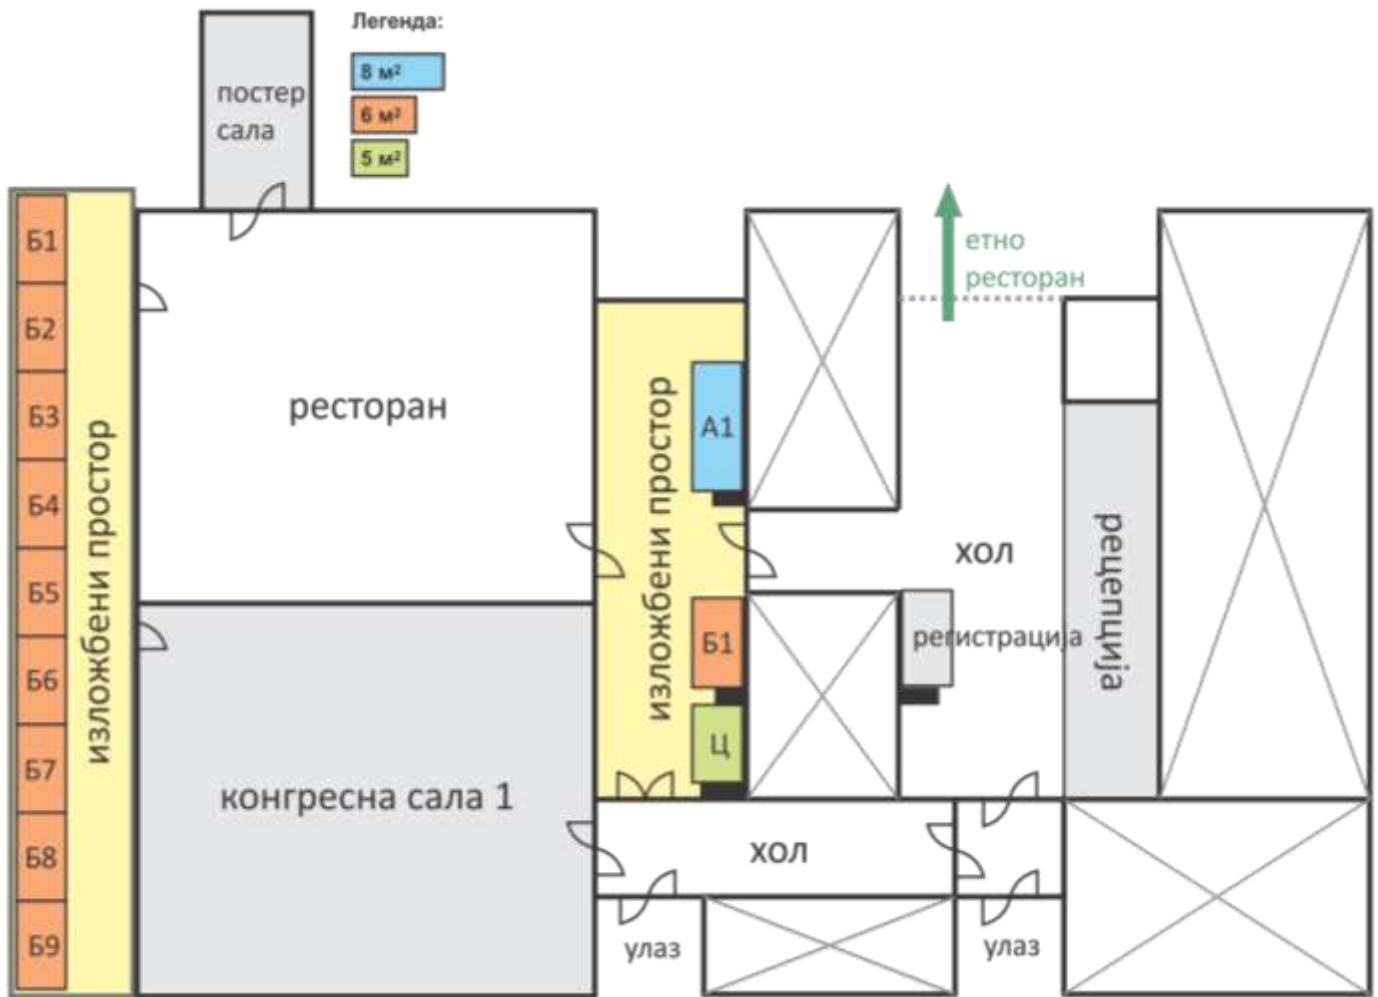 Легенда:
8 м²
6 м²
5 м²
постер
сала
етно
ресторан
Б1
Б2
Б3
Б4
Б5
Б6
Б7
Б8
Б9
изложбени простор
ресторан
конгресна сала 1
изложбени простор
А1
Б1
Ц
хол
регистрација
рецепција
хол
улаз
улаз